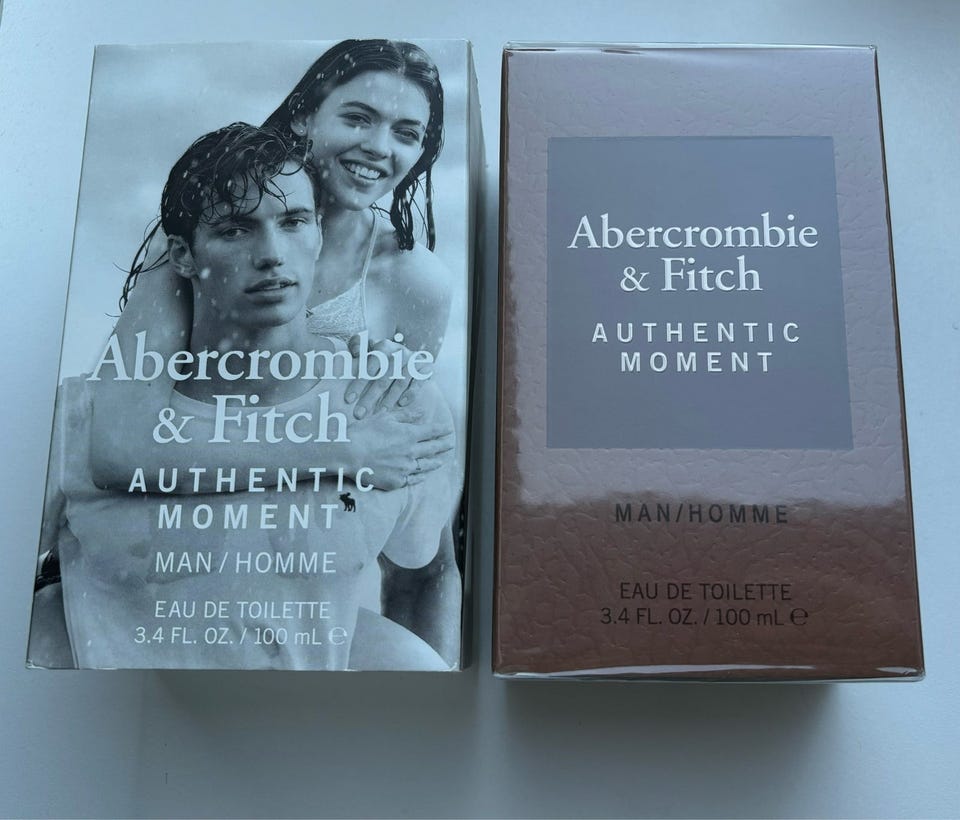 Abercrombie
& Fitch
AUTHENTIC
MOMENT
MAN / HOMME
EAU DE TOILETTE
3.4 FL. OZ. / 100 mL ℮
Abercrombie
& Fitch
AUTHENTIC
MOMENT
MAN/HOMME
EAU DE TOILETTE
3.4 FL. OZ. / 100 mL ℮